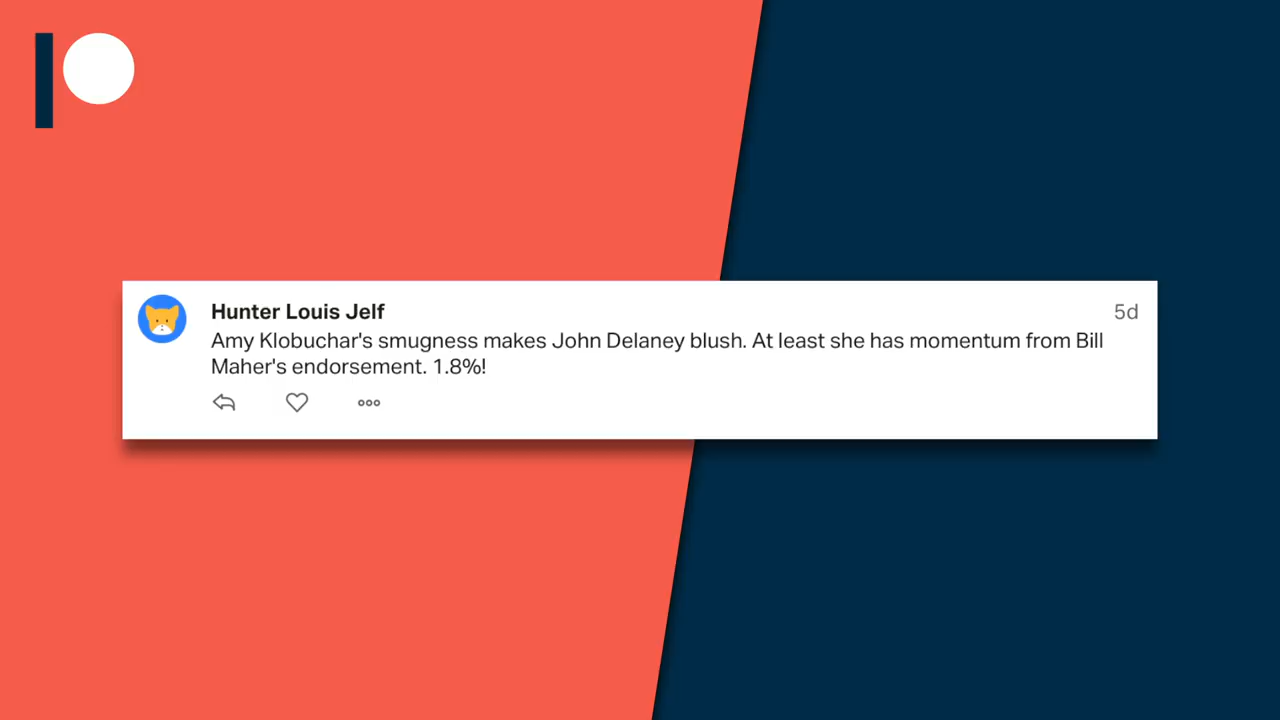 Hunter Louis Jelf
5d
Amy Klobuchar's smugness makes John Delaney blush. At least she has momentum from Bill
Maher's endorsement. 1.8%!